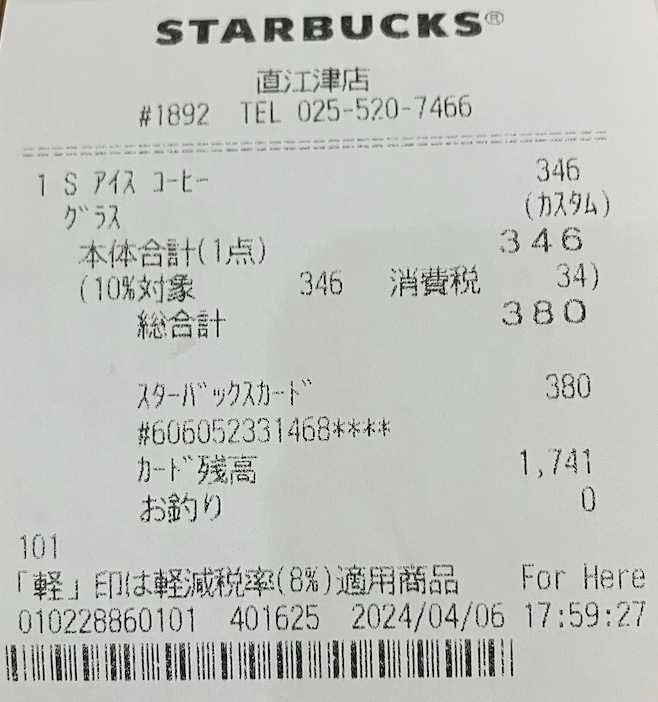 STARBUCKS®
直江津店
#1892 TEL 025-520-7466
1 S アイス コーヒー 346
グラス (カスタム)
本体合計(1点) 346
(10%対象 346 消費税 34)
総合計 380
スターバックスカード 380
#606052331468****
カード残高 1,741
お釣り 0
101
「軽」印は軽減税率(8%)適用商品 For Here
010228860101 401625 2024/04/06 17:59:27